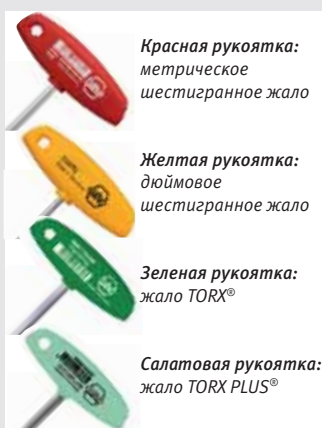 Красная рукоятка:
метрическое
шестигранное жало
Желтая рукоятка:
дюймовое
шестигранное жало
Зеленая рукоятка:
жало TORX®
Салатовая рукоятка:
жало TORX PLUS®